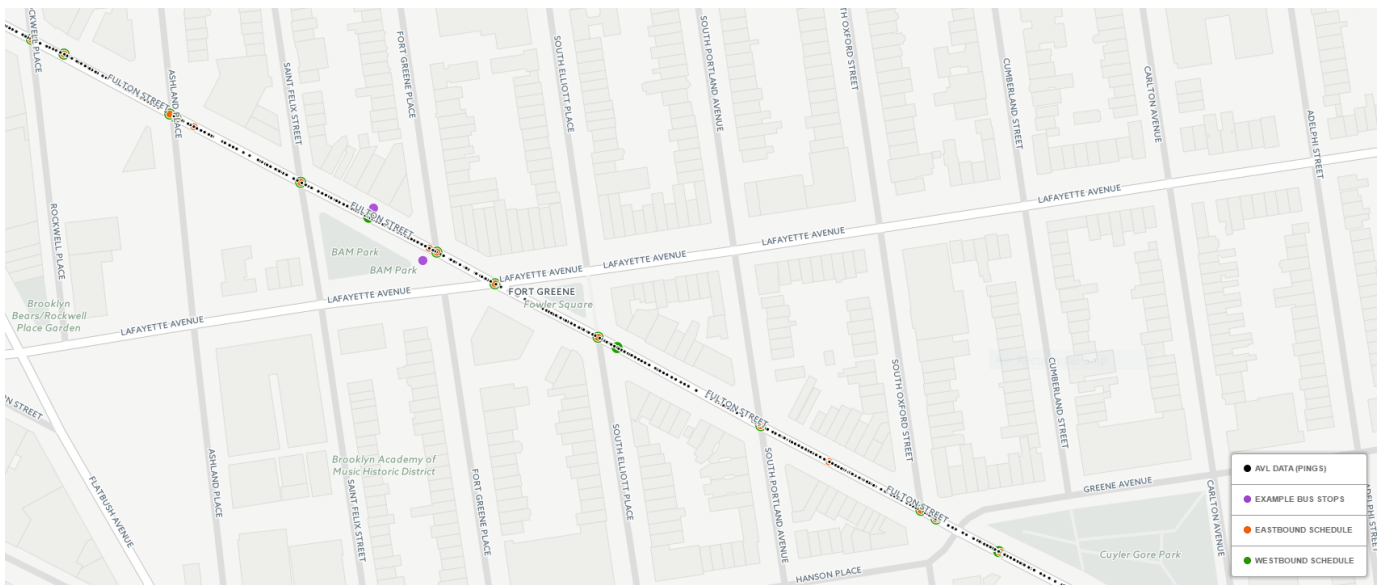 ROCKWELL PLACE
FULTON STREET
ASHLAND PLACE
SAINT FELIX STREET
FORT GREENE PLACE
SOUTH ELLIOTT PLACE
SOUTH PORTLAND AVENUE
SOUTH OXFORD STREET
CUMBERLAND STREET
CARLTON AVENUE
ADELPHI STREET
LAFAYETTE AVENUE
ROCKWELL PLACE
FULTON STREET
BAM Park
BAM Park
LAFAYETTE AVENUE
LAFAYETTE AVENUE
LAFAYETTE AVENUE
LAFAYETTE AVENUE
FORT GREENE
Fowler Square
Brooklyn
Bears/Rockwell
Place Garden
LAFAYETTE AVENUE
FULTON STREET
SOUTH OXFORD STREET
CUMBERLAND STREET
STREET
Brooklyn Academy of
Music Historic District
SOUTH ELLIOTT PLACE
SOUTH PORTLAND AVENUE
ASHLAND PLACE
SAINT FELIX STREET
FORT GREENE PLACE
FLATBUSH AVENUE
FULTON STREET
GREENE AVENUE
CARLTON AVENUE
ADELPHI STREET
Cuyler Gore Park
HANSON PLACE
AVL DATA (PINGS)
EXAMPLE BUS STOPS
EASTBOUND SCHEDULE
WESTBOUND SCHEDULE